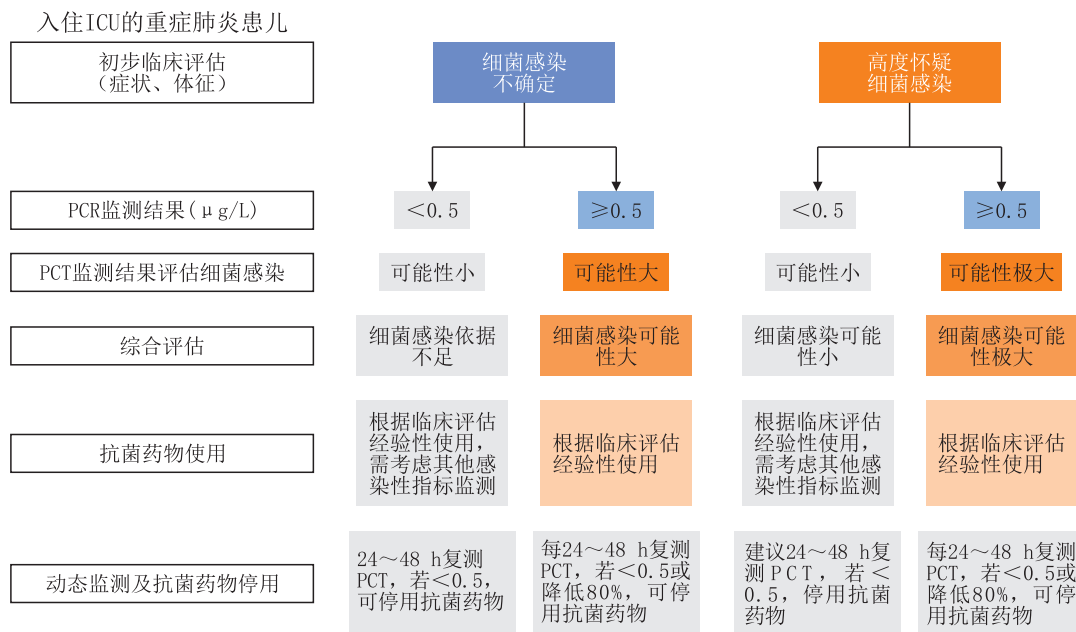 入住ICU的重症肺炎患儿
初步临床评估
（症状、体征）
细菌感染
不确定
高度怀疑
细菌感染
PCR监测结果(μg/L)
＜0.5
≥0.5
＜0.5
≥0.5
PCT监测结果评估细菌感染
可能性小
可能性大
可能性小
可能性极大
综合评估
细菌感染依据
不足
细菌感染可能
性大
细菌感染可能
性小
细菌感染可能
性极大
抗菌药物使用
根据临床评估
经验性使用，
需考虑其他感
染性指标监测
根据临床评估
经验性使用
根据临床评估
经验性使用，
需考虑其他感
染性指标监测
根据临床评估
经验性使用
动态监测及抗菌药物停用
24～48 h复测
PCT，若＜0.5，
可停用抗菌药物
每24～48 h复测
PCT，若＜0.5或
降低80%，可停
用抗菌药物
建议24～48 h复
测PCT，若＜
0.5，停用抗菌
药物
每24～48 h复测
PCT，若＜0.5或
降低80%，可停
用抗菌药物